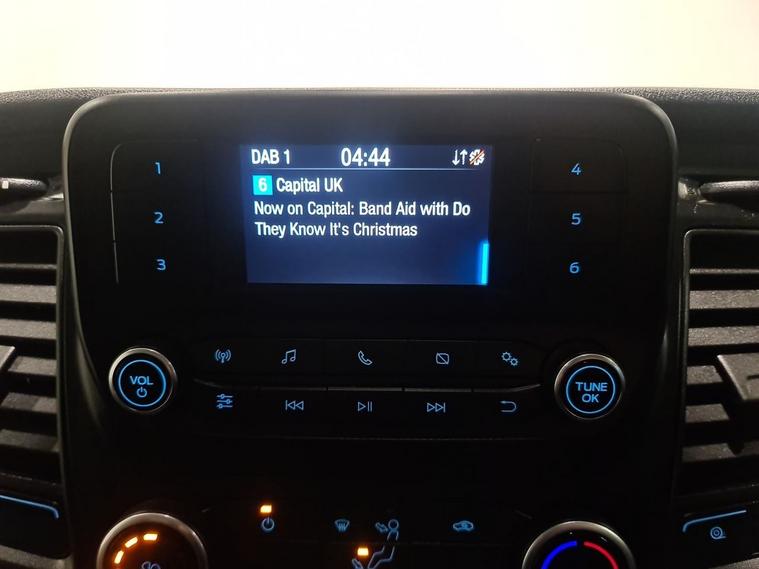 DAB 1 04:44
6 Capital UK
Now on Capital: Band Aid with Do
They Know It's Christmas
1
2
3
4
5
6
VOL
TUNE
OK